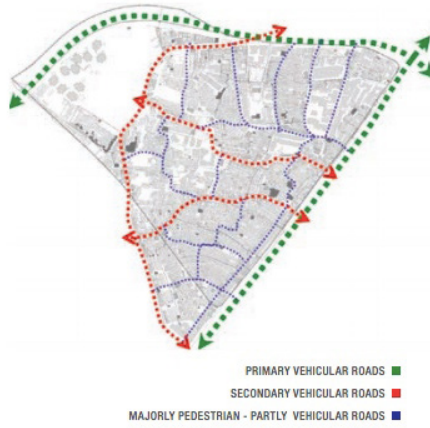 PRIMARY VEHICULAR ROADS
SECONDARY VEHICULAR ROADS
MAJORLY PEDESTRIAN - PARTLY VEHICULAR ROADS